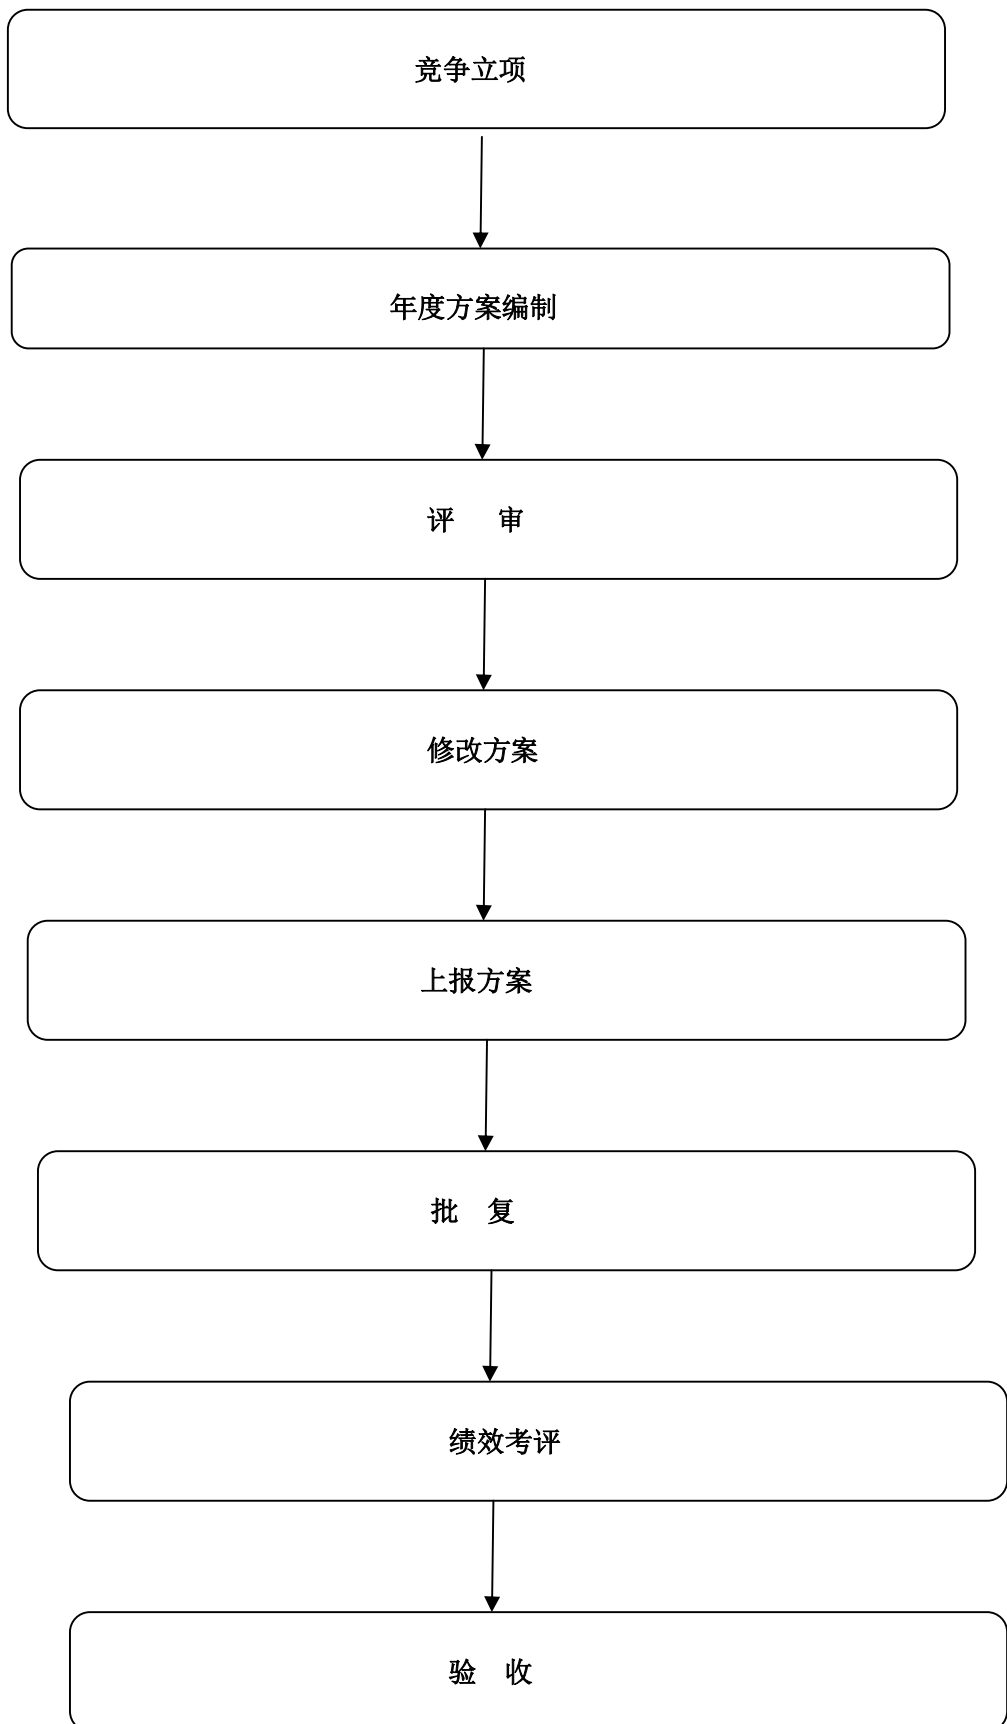 竞争立项
年度方案编制
评 审
修改方案
上报方案
批 复
绩效考评
验 收